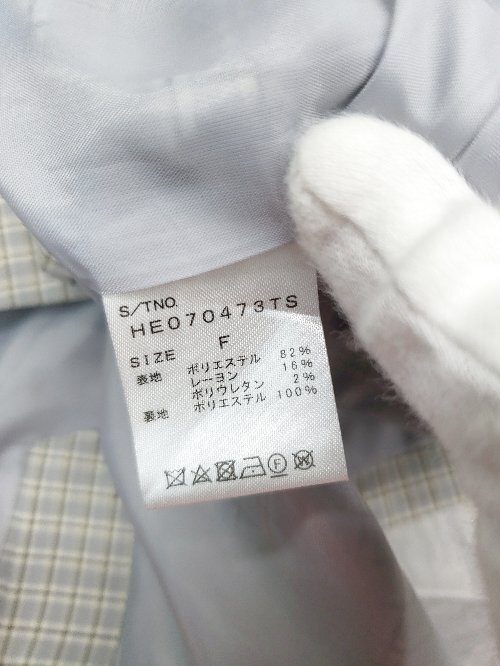 S/TNO.
HE070473TS
SIZE F
表地 ポリエステル 82%
レーヨン 16%
ポリウレタン 2%
裏地 ポリエステル 100%